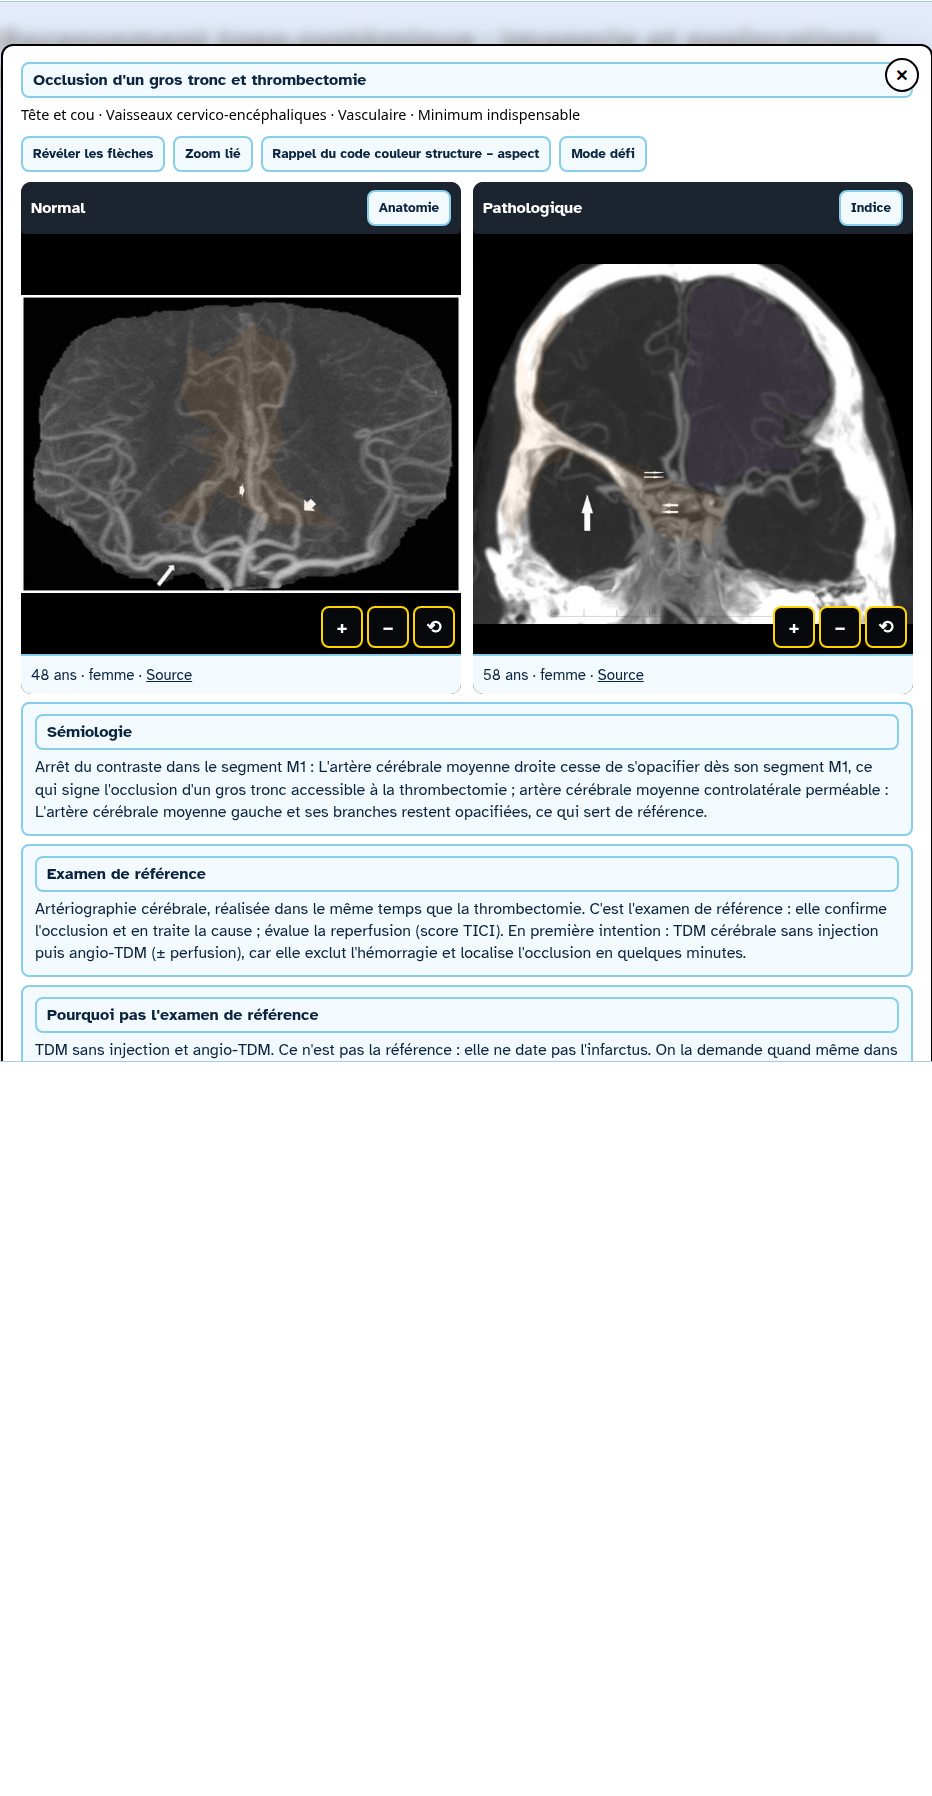 Occlusion d'un gros tronc et thrombectomie
×
Tête et cou · Vaisseaux cervico-encéphaliques · Vasculaire · Minimum indispensable
Révéler les flèches
Zoom lié
Rappel du code couleur structure – aspect
Mode défi
Normal
Anatomie
Pathologique
Indice
+
−
⟲
+
−
⟲
48 ans · femme · Source
58 ans · femme · Source
Sémiologie
Arrêt du contraste dans le segment M1 : L'artère cérébrale moyenne droite cesse de s'opacifier dès son segment M1, ce
qui signe l'occlusion d'un gros tronc accessible à la thrombectomie ; artère cérébrale moyenne controlatérale perméable :
L'artère cérébrale moyenne gauche et ses branches restent opacifiées, ce qui sert de référence.
Examen de référence
Artériographie cérébrale, réalisée dans le même temps que la thrombectomie. C'est l'examen de référence : elle confirme
l'occlusion et en traite la cause ; évalue la reperfusion (score TICI). En première intention : TDM cérébrale sans injection
puis angio-TDM (± perfusion), car elle exclut l'hémorragie et localise l'occlusion en quelques minutes.
Pourquoi pas l'examen de référence
TDM sans injection et angio-TDM. Ce n'est pas la référence : elle ne date pas l'infarctus. On la demande quand même dans